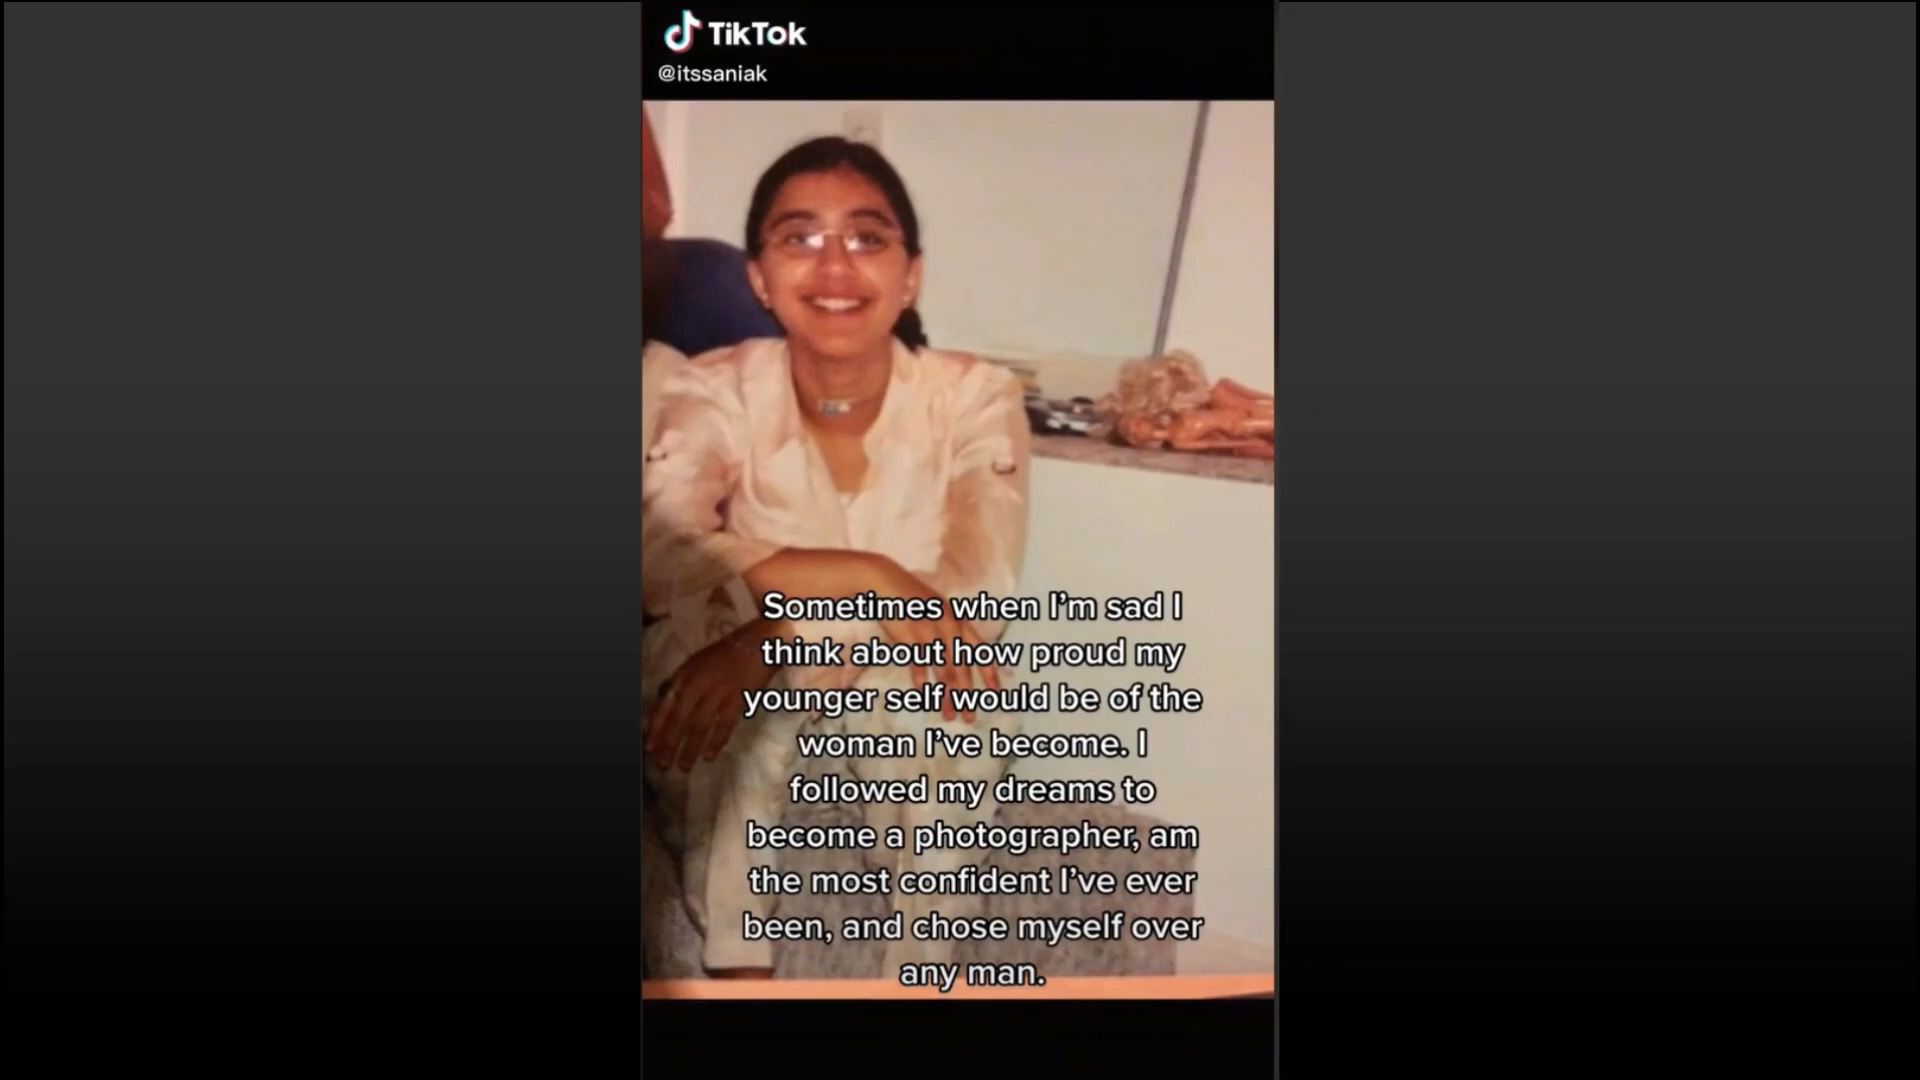 TikTok
@itssaniak
Sometimes when I'm sad I
think about how proud my
younger self would be of the
woman I've become. I
followed my dreams to
become a photographer, am
the most confident I've ever
been, and chose myself over
any man.